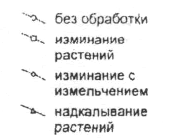 без обработки
изминание
растений
изминание с
измельчением
надкалывание
растений